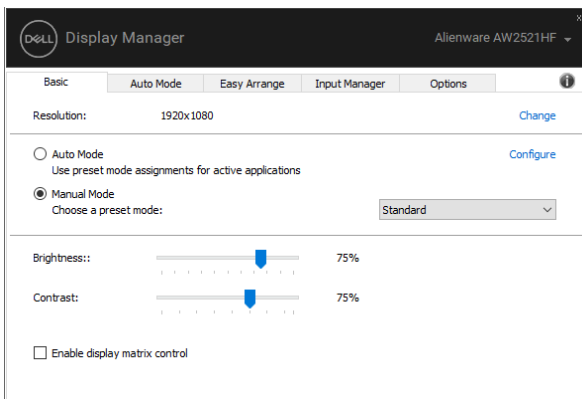 DELL Display Manager
Alienware AW2521HF
x
Basic Auto Mode Easy Arrange Input Manager Options i
Resolution: 1920x1080 Change
Auto Mode Configure
Use preset mode assignments for active applications
Manual Mode
Choose a preset mode: Standard
Brightness:: 75%
Contrast: 75%
Enable display matrix control